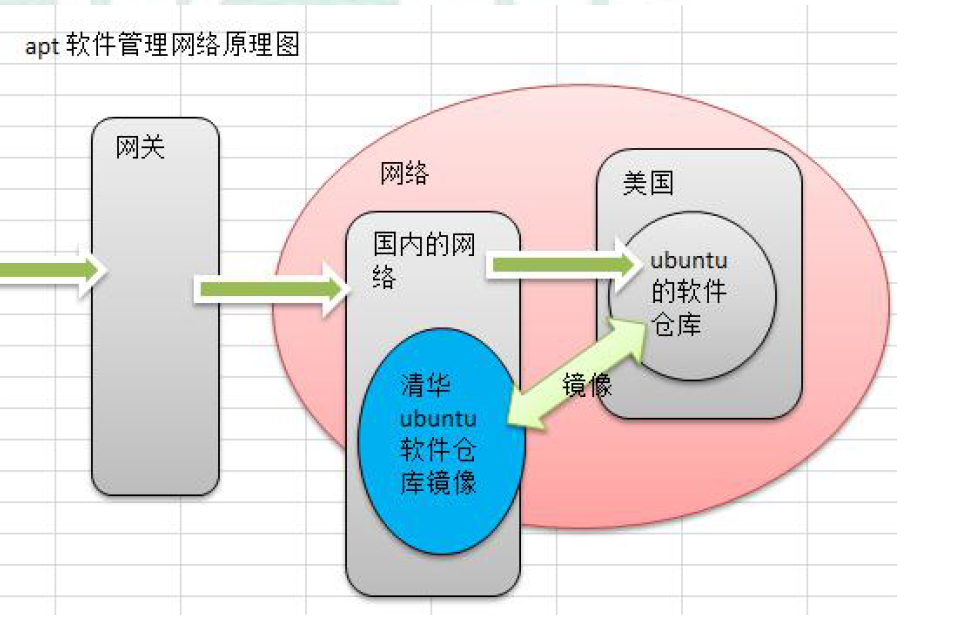 apt 软件管理网络原理图
网关
网络
美国
国内的网
络
ubuntu
的软件
仓库
镜像
清华
ubuntu
软件仓
库镜像